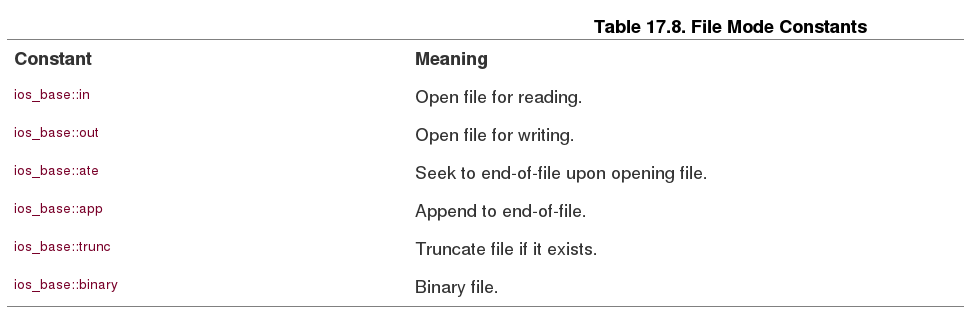 Table 17.8. File Mode Constants
Constant Meaning
ios_base::in Open file for reading.
ios_base::out Open file for writing.
ios_base::ate Seek to end-of-file upon opening file.
ios_base::app Append to end-of-file.
ios_base::trunc Truncate file if it exists.
ios_base::binary Binary file.